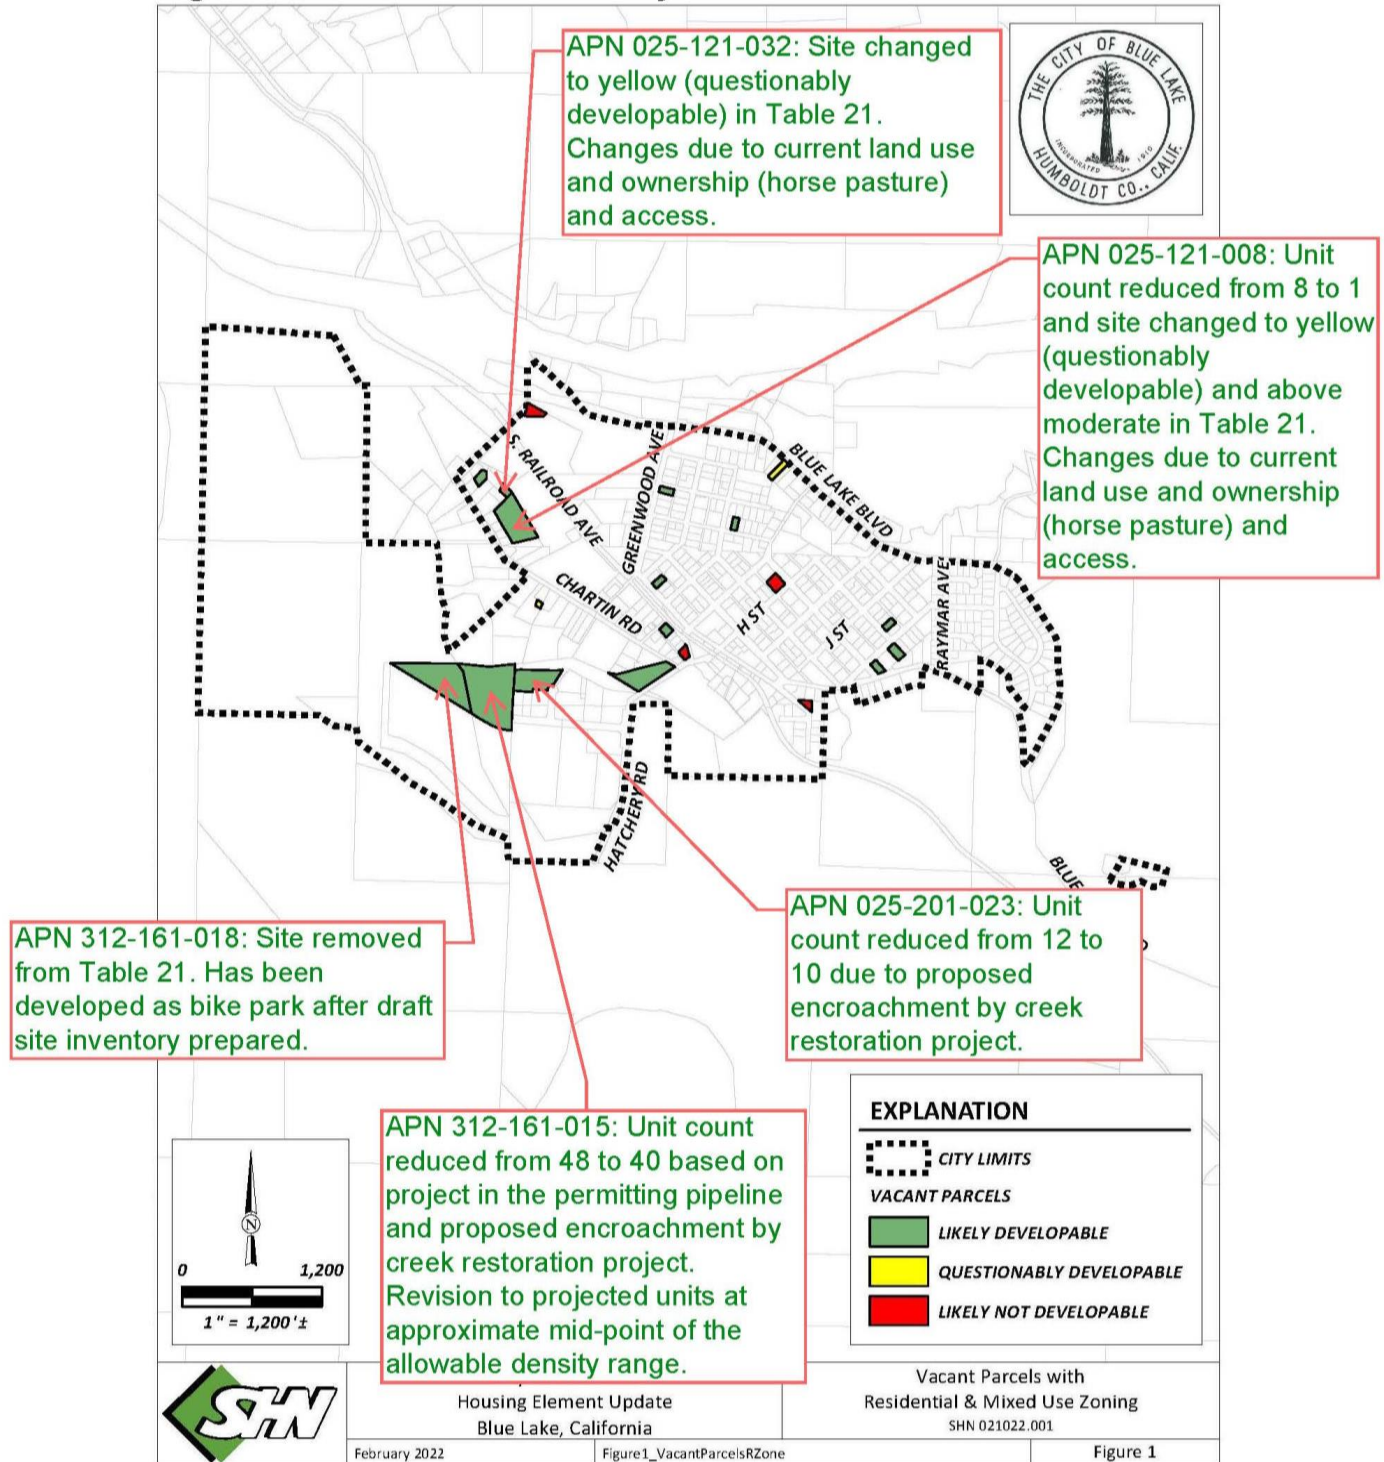 APN 025-121-032: Site changed
to yellow (questionably
developable) in Table 21.
Changes due to current land use
and ownership (horse pasture)
and access.
THE CITY OF BLUE LAKE
INCORPORATED 1910
HUMBOLDT CO., CALIF.
APN 025-121-008: Unit
count reduced from 8 to 1
and site changed to yellow
(questionably
developable) and above
moderate in Table 21.
Changes due to current
land use and ownership
(horse pasture) and
access.
S. RAILROAD AVE
GREENWOOD AVE
BLUE LAKE BLVD
CHARTIN RD
H ST
J ST
RAYMAR AVE
HATCHERY RD
BLUE
APN 025-201-023: Unit
count reduced from 12 to
10 due to proposed
encroachment by creek
restoration project.
APN 312-161-018: Site removed
from Table 21. Has been
developed as bike park after draft
site inventory prepared.
APN 312-161-015: Unit count
reduced from 48 to 40 based on
project in the permitting pipeline
and proposed encroachment by
creek restoration project.
Revision to projected units at
approximate mid-point of the
allowable density range.
N
0 1,200
1" = 1,200'±
EXPLANATION
CITY LIMITS
VACANT PARCELS
LIKELY DEVELOPABLE
QUESTIONABLY DEVELOPABLE
LIKELY NOT DEVELOPABLE
SHN
Housing Element Update
Blue Lake, California
Vacant Parcels with
Residential & Mixed Use Zoning
SHN 021022.001
February 2022
Figure1_VacantParcelsRZone
Figure 1